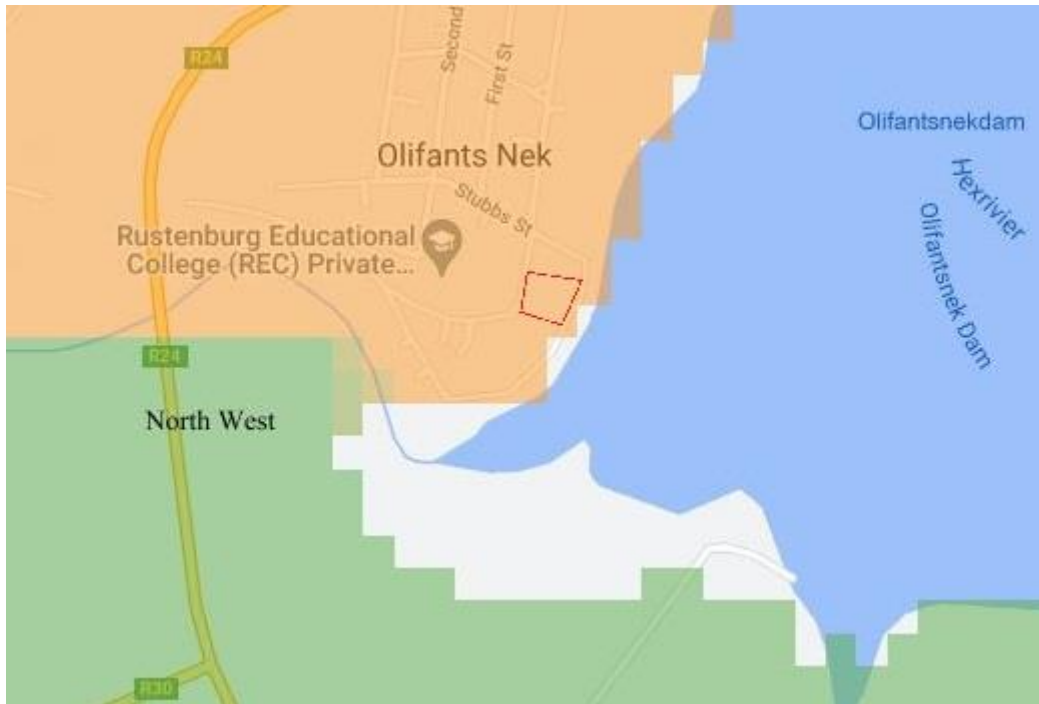 R24
Second
First St
Olifantsnekdam
Olifants Nek
Hexrivier
Stubbs St
Olifantsnek Dam
Rustenburg Educational
College (REC) Private...
R24
North West
R30